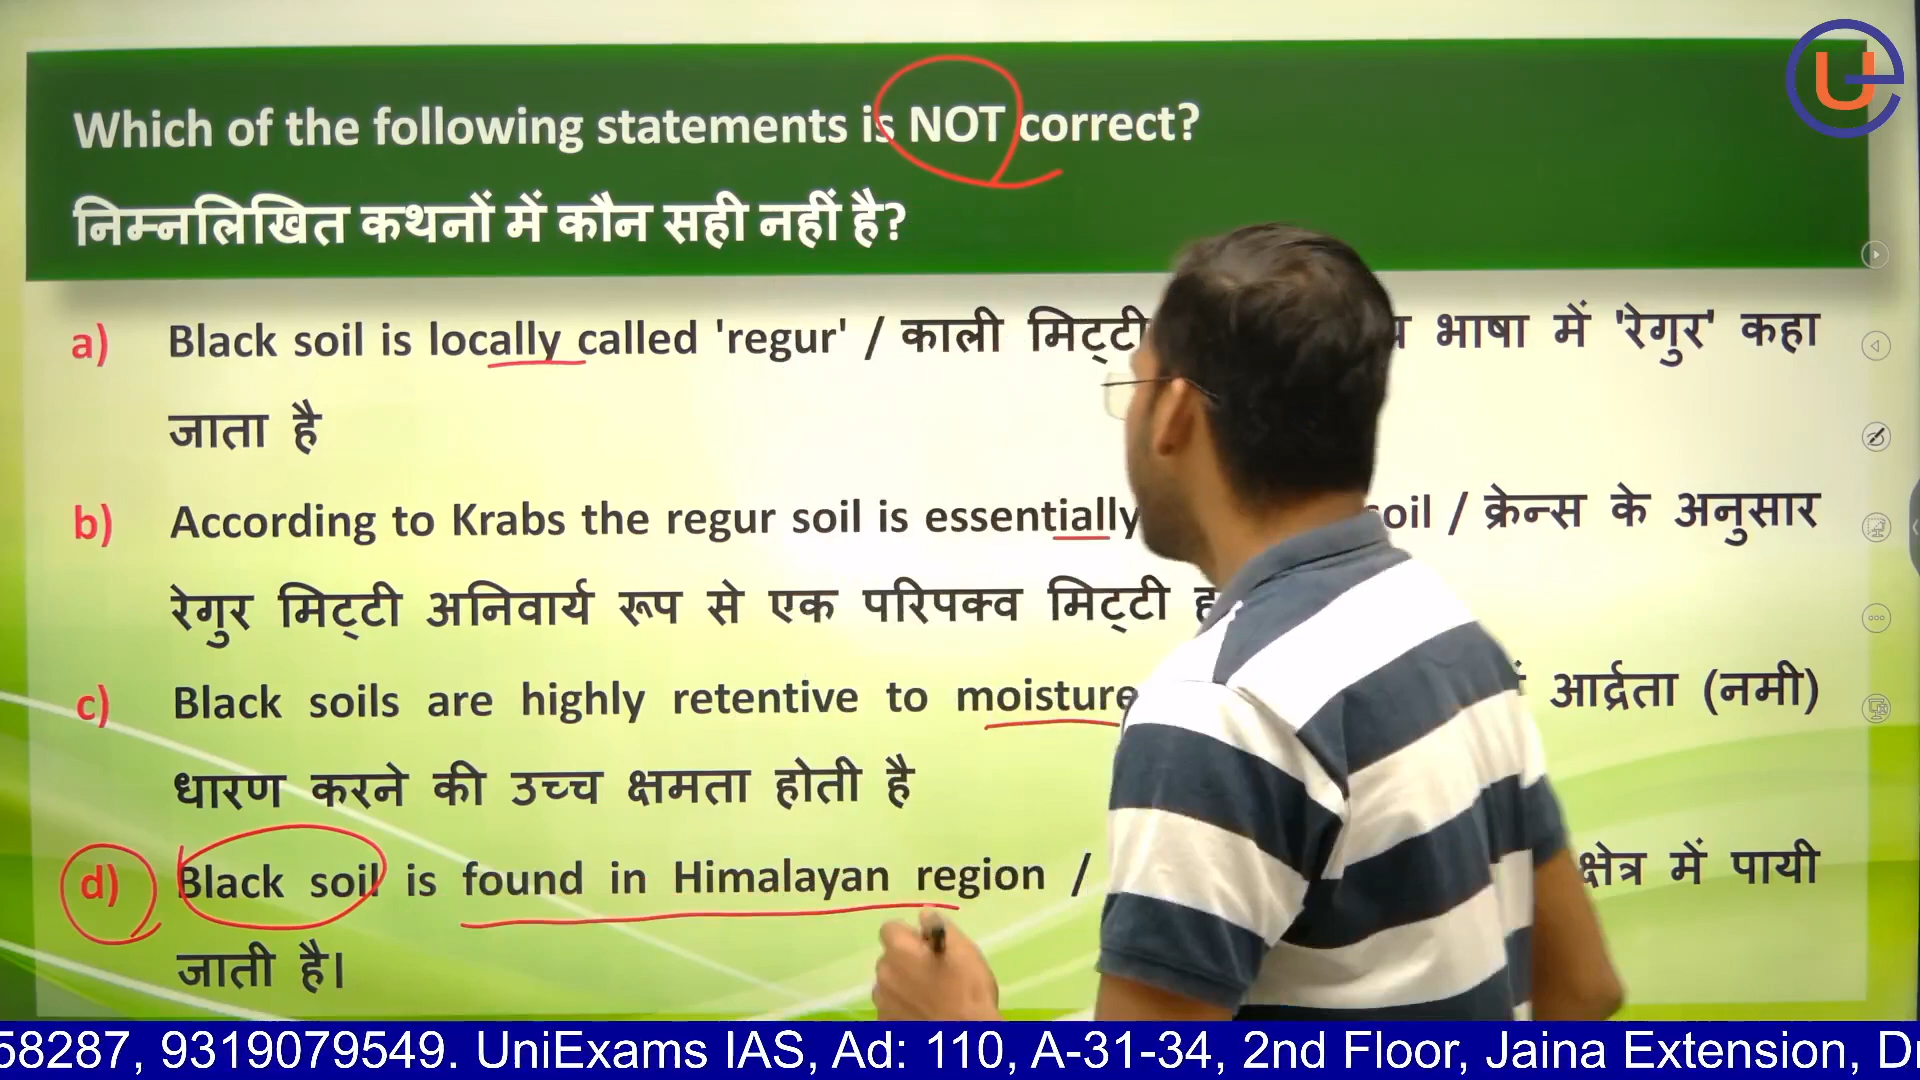 Which of the following statements is NOT correct?
निम्नलिखित कथनों में कौन सही नहीं है?
a) Black soil is locally called 'regur' / काली मिट्टी भाषा में 'रेगुर' कहा
जाता है
b) According to Krabs the regur soil is essentially soil / क्रेन्स के अनुसार
रेगुर मिट्टी अनिवार्य रूप से एक परिपक्व मिट्टी
c) Black soils are highly retentive to moisture आर्द्रता (नमी)
धारण करने की उच्च क्षमता होती है
d) Black soil is found in Himalayan region / क्षेत्र में पायी
जाती है।
58287, 9319079549. UniExams IAS, Ad: 110, A-31-34, 2nd Floor, Jaina Extension,